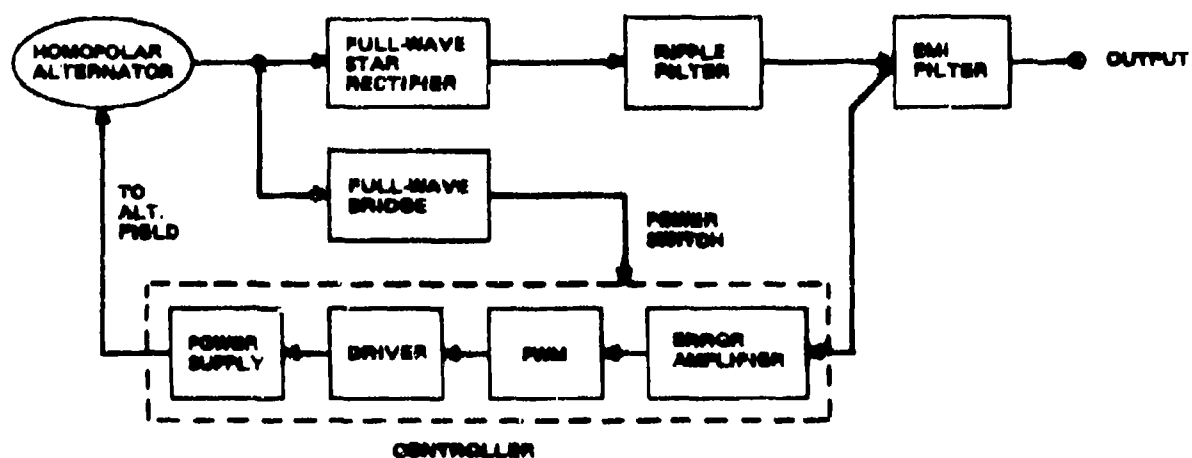 HOMOPOLAR
ALTERNATOR
FULL-WAVE
STAR
RECTIFIER
RIPPLE
FILTER
EMI
FILTER
OUTPUT
TO
ALT.
FIELD
FULL-WAVE
BRIDGE
POWER
SWITCH
POWER
SUPPLY
DRIVER
PWM
ERROR
AMPLIFIER
CONTROLLER